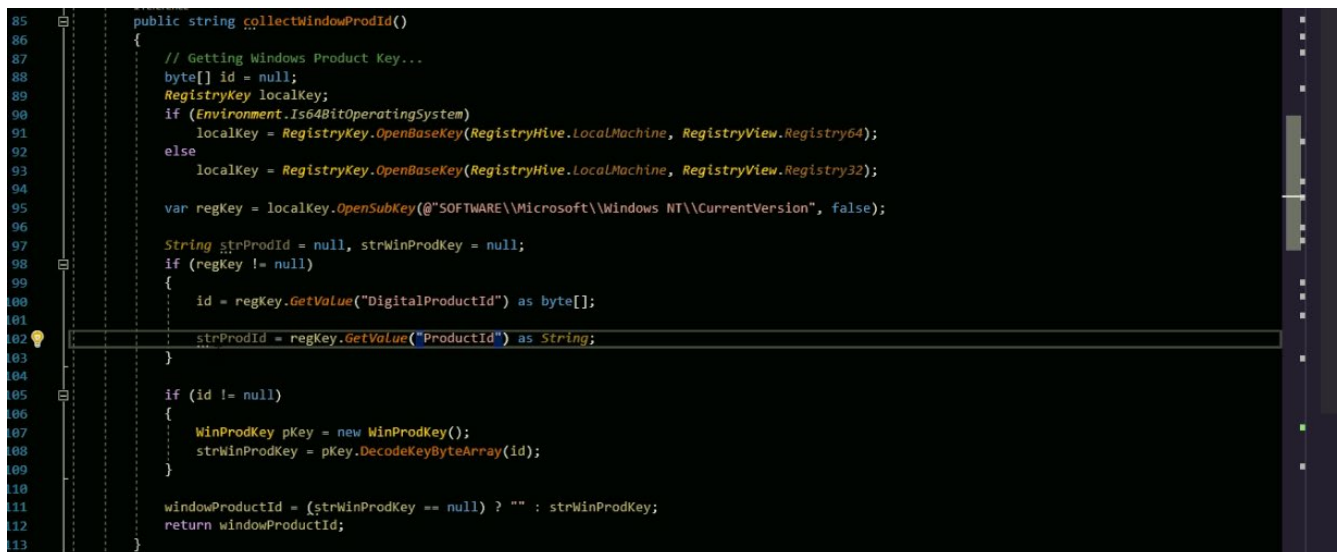 85 public string collectWindowProdId()
86 {
87 // Getting Windows Product Key...
88 byte[] id = null;
89 RegistryKey localKey;
90 if (Environment.Is64BitOperatingSystem)
91 localKey = RegistryKey.OpenBaseKey(RegistryHive.LocalMachine, RegistryView.Registry64);
92 else
93 localKey = RegistryKey.OpenBaseKey(RegistryHive.LocalMachine, RegistryView.Registry32);
94
95 var regKey = localKey.OpenSubKey(@"SOFTWARE\\Microsoft\\Windows NT\\CurrentVersion", false);
96
97 String strProdId = null, strWinProdKey = null;
98 if (regKey != null)
99 {
100 id = regKey.GetValue("DigitalProductId") as byte[];
101
102 strProdId = regKey.GetValue("ProductId") as String;
103 }
104
105 if (id != null)
106 {
107 WinProdKey pKey = new WinProdKey();
108 strWinProdKey = pKey.DecodeKeyByteArray(id);
109 }
110
111 windowProductId = (strWinProdKey == null) ? "" : strWinProdKey;
112 return windowProductId;
113 }